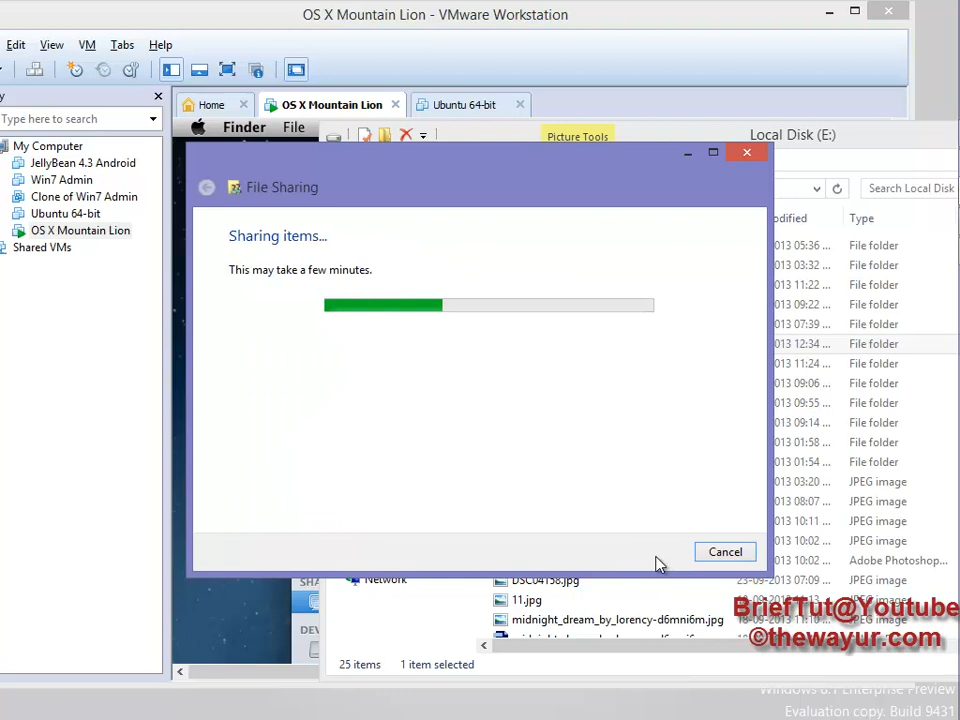 OS X Mountain Lion - VMware Workstation
Edit View VM Tabs Help
y
Type here to search
Home
OS X Mountain Lion
Ubuntu 64-bit
My Computer
JellyBean 4.3 Android
Win7 Admin
Clone of Win7 Admin
Ubuntu 64-bit
OS X Mountain Lion
Shared VMs
Finder File
Picture Tools
Local Disk (E:)
Search Local Disk
File Sharing
Sharing items...
This may take a few minutes.
Cancel
odified Type
013 05:36 ... File folder
013 03:32 ... File folder
013 11:22 ... File folder
013 09:22 ... File folder
013 07:39 ... File folder
013 12:34 ... File folder
013 11:24 ... File folder
013 09:06 ... File folder
013 09:55 ... File folder
013 09:14 ... File folder
013 01:58 ... File folder
013 01:54 ... File folder
013 03:20 ... JPEG image
013 08:07 ... JPEG image
013 10:11 ... JPEG image
013 10:02 ... JPEG image
013 10:02 ... Adobe Photoshop...
SHA
DEV
Network
DSC04158.jpg 23-09-2013 07:09 ... JPEG image
11.jpg
midnight_dream_by_lorency-d6mni6m.jpg
25 items 1 item selected
BriefTut@Youtube
©thewayur.com
Windows 8.1 Enterprise Preview
Evaluation copy. Build 9431